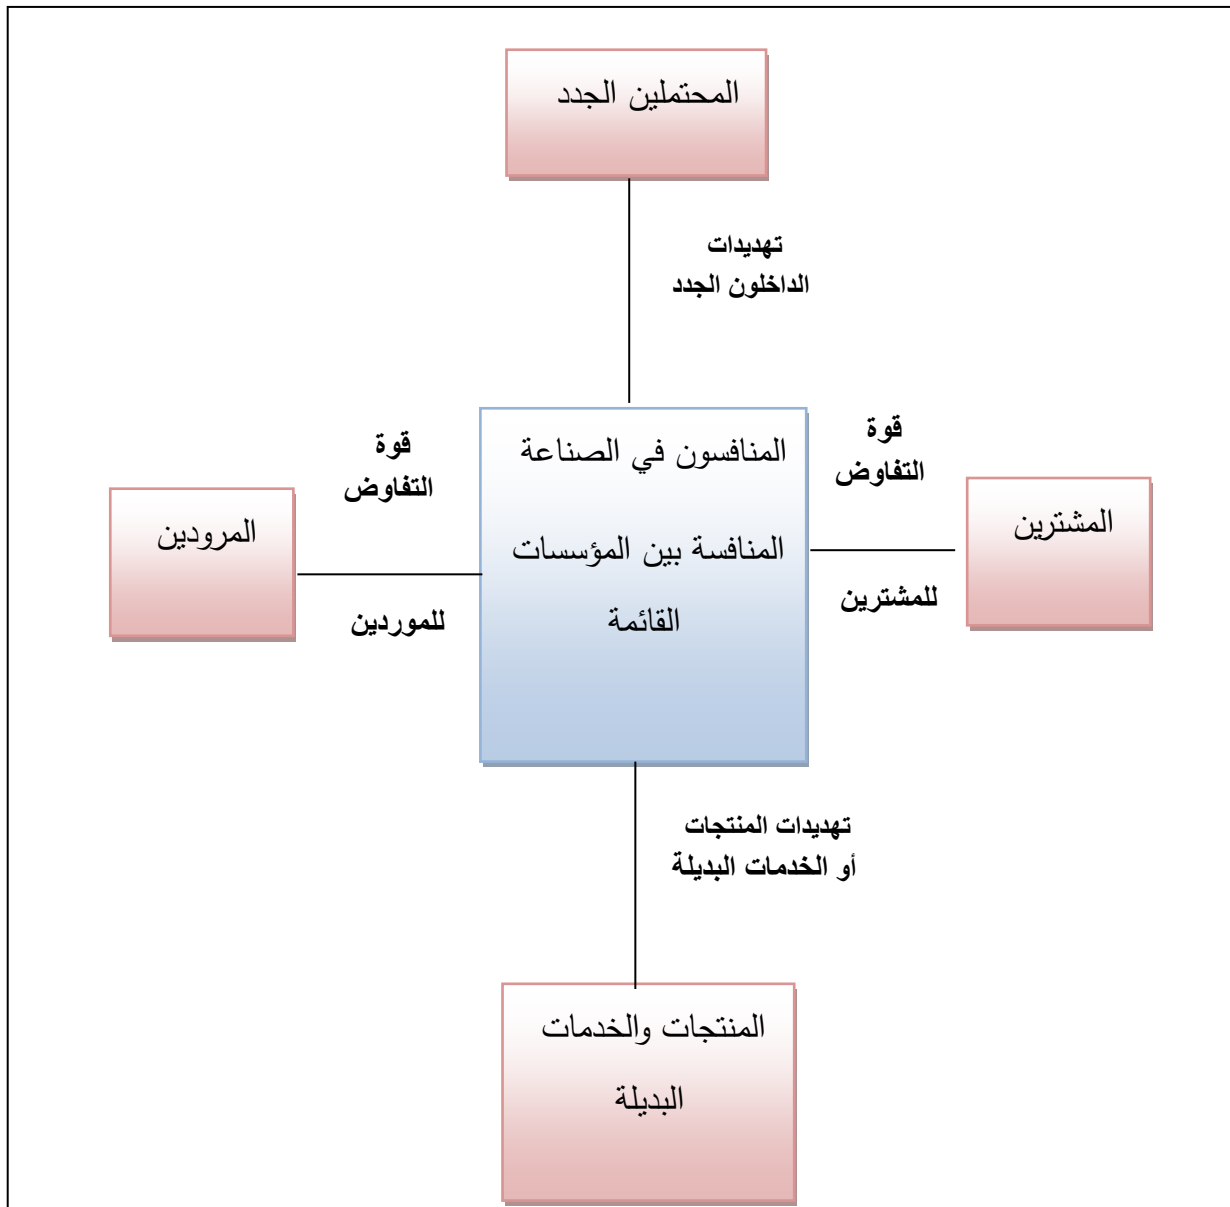 المحتملين الجدد
تهديدات
الداخلون الجدد
المنافسون في الصناعة
المنافسة بين المؤسسات
القائمة
قوة
التفاوض
للمشترين
المشترين
قوة
التفاوض
للموردين
المرودين
تهديدات المنتجات
أو الخدمات البديلة
المنتجات والخدمات
البديلة